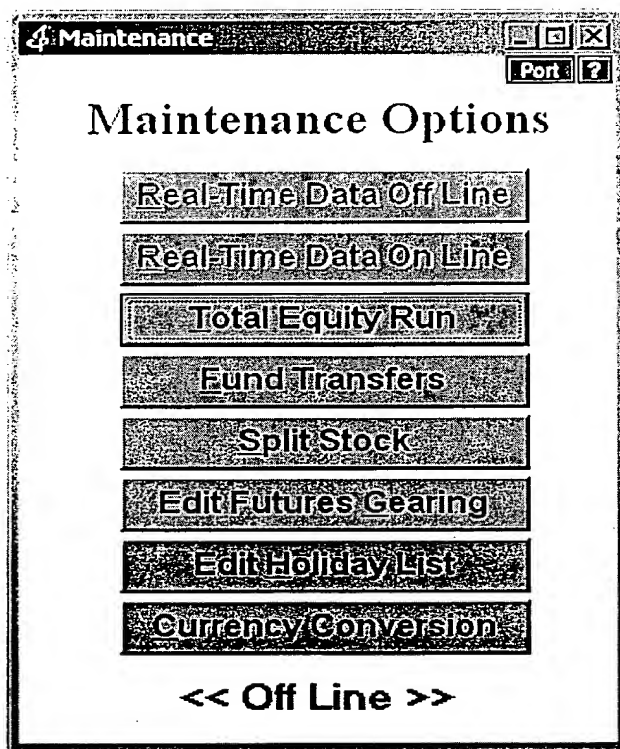 Maintenance
Port ?
Maintenance Options
Real-Time Data Off Line
Real-Time Data On Line
Total Equity Run
Fund Transfers
Split Stock
Edit Futures Gearing
Edit Holiday List
Currency Conversion
<< Off Line >>